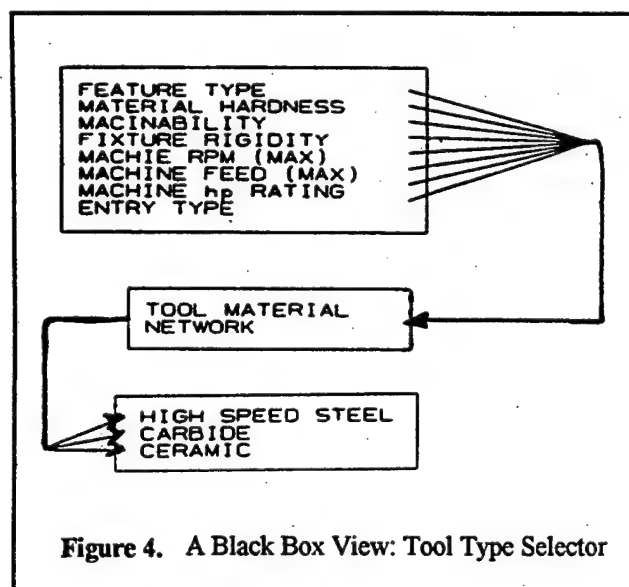 FEATURE TYPE
MATERIAL HARDNESS
MACINABILITY
FIXTURE RIGIDITY
MACHIE RPM (MAX)
MACHINE FEED (MAX)
MACHINE hp RATING
ENTRY TYPE
TOOL MATERIAL
NETWORK
HIGH SPEED STEEL
CARBIDE
CERAMIC
Figure 4. A Black Box View: Tool Type Selector